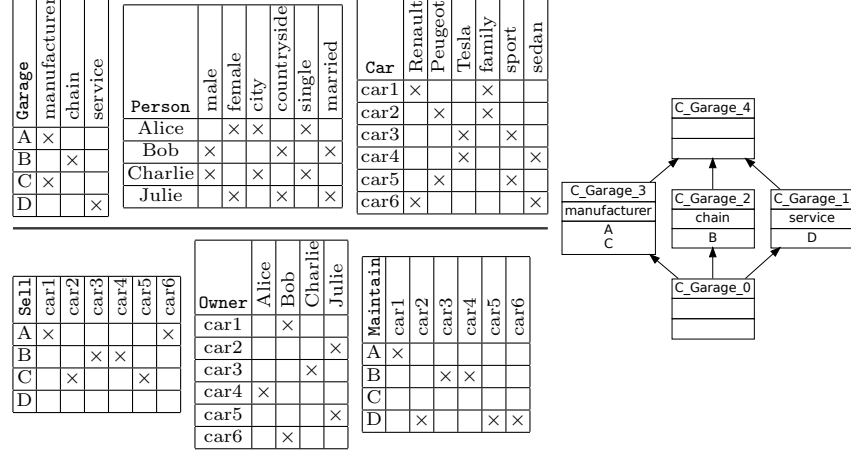 Garage manufacturer chain service
A ×
B ×
C ×
D ×
Person male female city countryside single married
Alice × × ×
Bob × × ×
Charlie × × ×
Julie × × ×
Car Renault Peugeot Tesla family sport sedan
car1 × ×
car2 × ×
car3 × ×
car4 × ×
car5 × ×
car6 × ×
Sell car1 car2 car3 car4 car5 car6
A × ×
B × ×
C × ×
D
Owner Alice Bob Charlie Julie
car1 ×
car2 ×
car3 ×
car4 ×
car5 ×
car6 ×
Maintain car1 car2 car3 car4 car5 car6
A ×
B × ×
C
D × × ×
C_Garage_4
C_Garage_3
manufacturer
A
C
C_Garage_2
chain
B
C_Garage_1
service
D
C_Garage_0